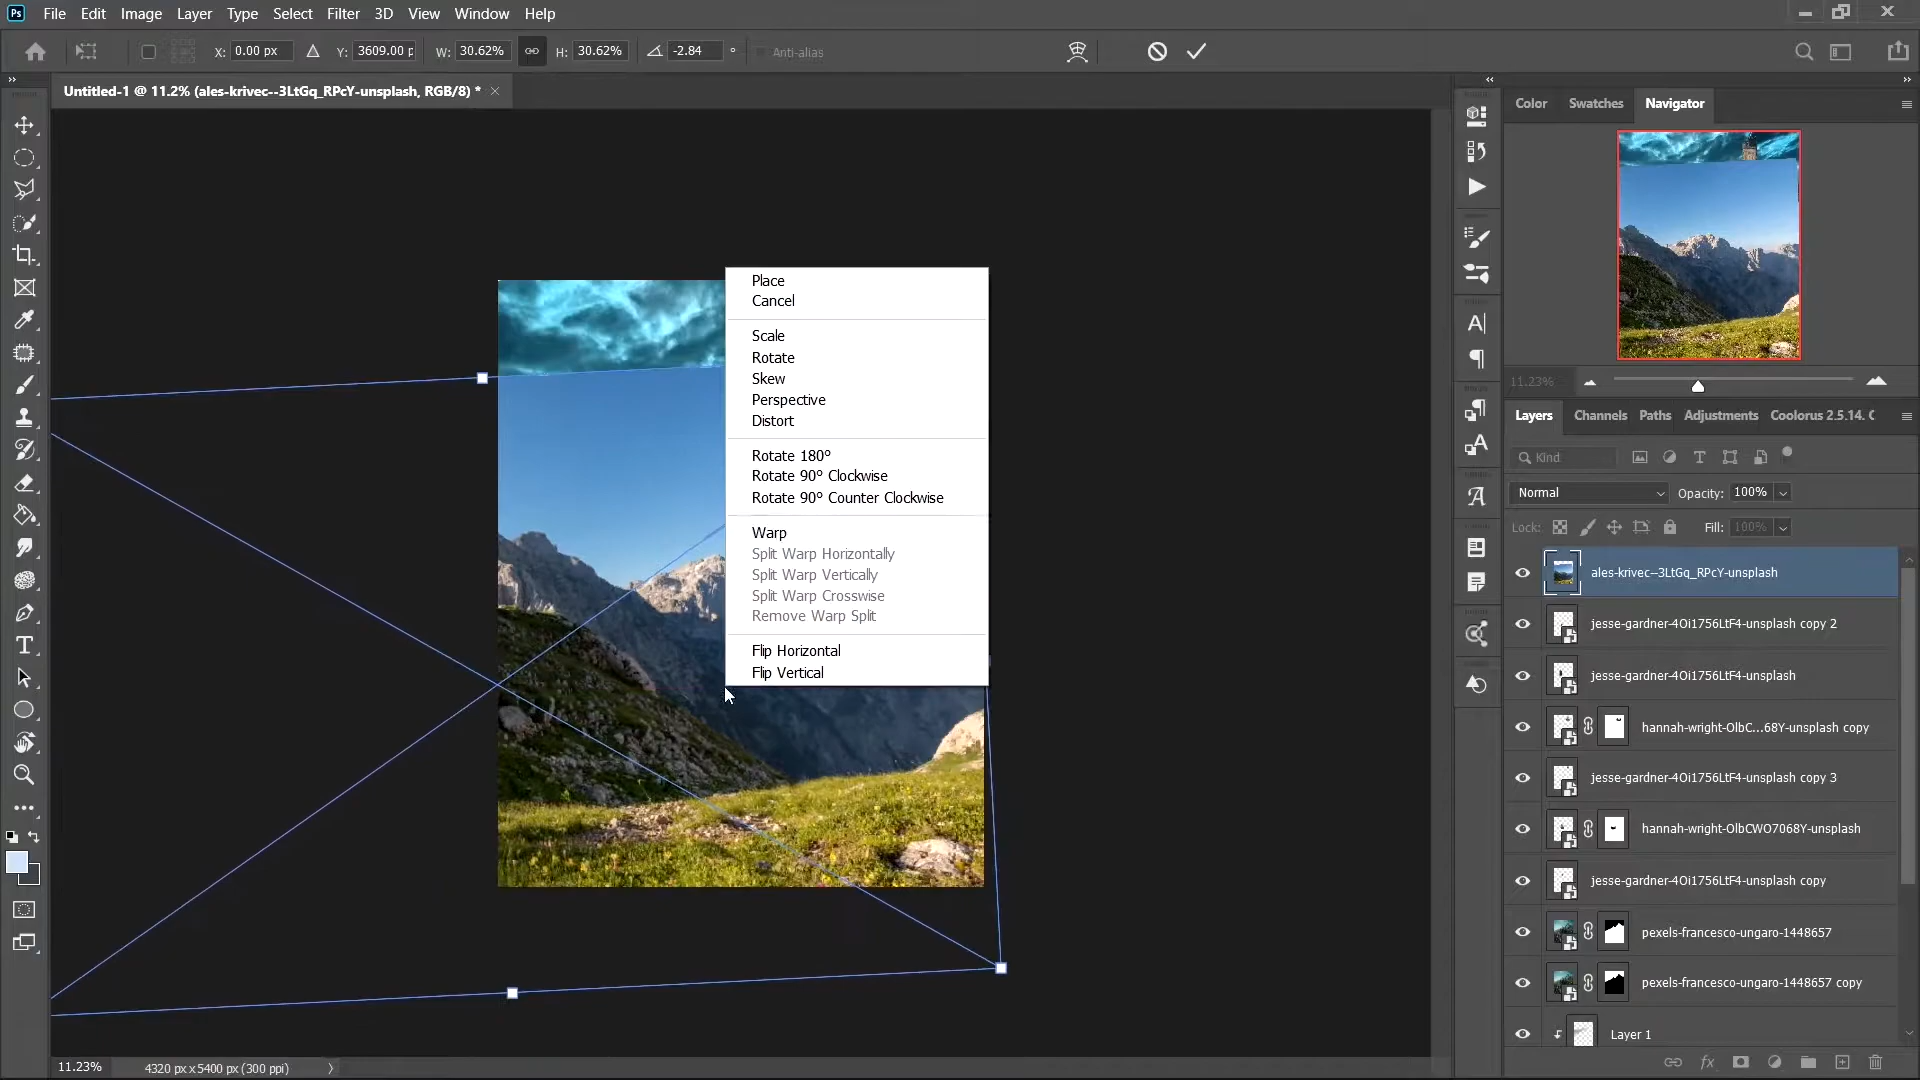 Ps File Edit Image Layer Type Select Filter 3D View Window Help
X: 0.00 px Y: 3609.00 p W: 30.62% H: 30.62% -2.84 ° Anti-alias
Untitled-1 @ 11.2% (ales-krivec--3LtGq_RPcY-unsplash, RGB/8) * ×
Color Swatches Navigator
Place
Cancel
Scale
Rotate
Skew
Perspective
Distort
Rotate 180°
Rotate 90° Clockwise
Rotate 90° Counter Clockwise
Warp
Split Warp Horizontally
Split Warp Vertically
Split Warp Crosswise
Remove Warp Split
Flip Horizontal
Flip Vertical
11.23%
Layers Channels Paths Adjustments Coolorus 2.5.14. C
Kind
Normal Opacity: 100%
Lock: Fill: 100%
ales-krivec--3LtGq_RPcY-unsplash
jesse-gardner-4Oi1756LtF4-unsplash copy 2
jesse-gardner-4Oi1756LtF4-unsplash
hannah-wright-OlbC...68Y-unsplash copy
jesse-gardner-4Oi1756LtF4-unsplash copy 3
hannah-wright-OlbCWO7068Y-unsplash
jesse-gardner-4Oi1756LtF4-unsplash copy
pexels-francesco-ungaro-1448657
pexels-francesco-ungaro-1448657 copy
Layer 1
11.23% 4320 px x 5400 px (300 ppi)